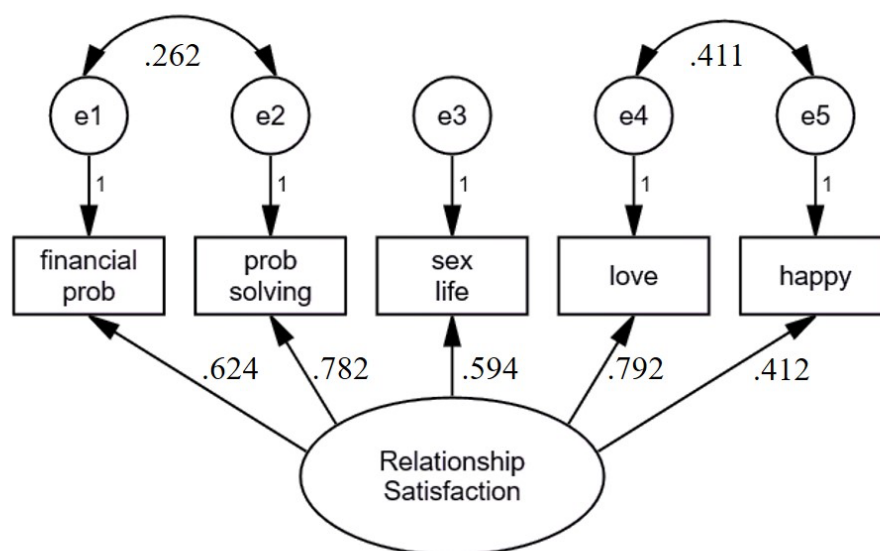 .262
.411
e1
e2
e3
e4
e5
1
1
1
1
1
financial
prob
prob
solving
sex
life
love
happy
.624
.782
.594
.792
.412
Relationship
Satisfaction